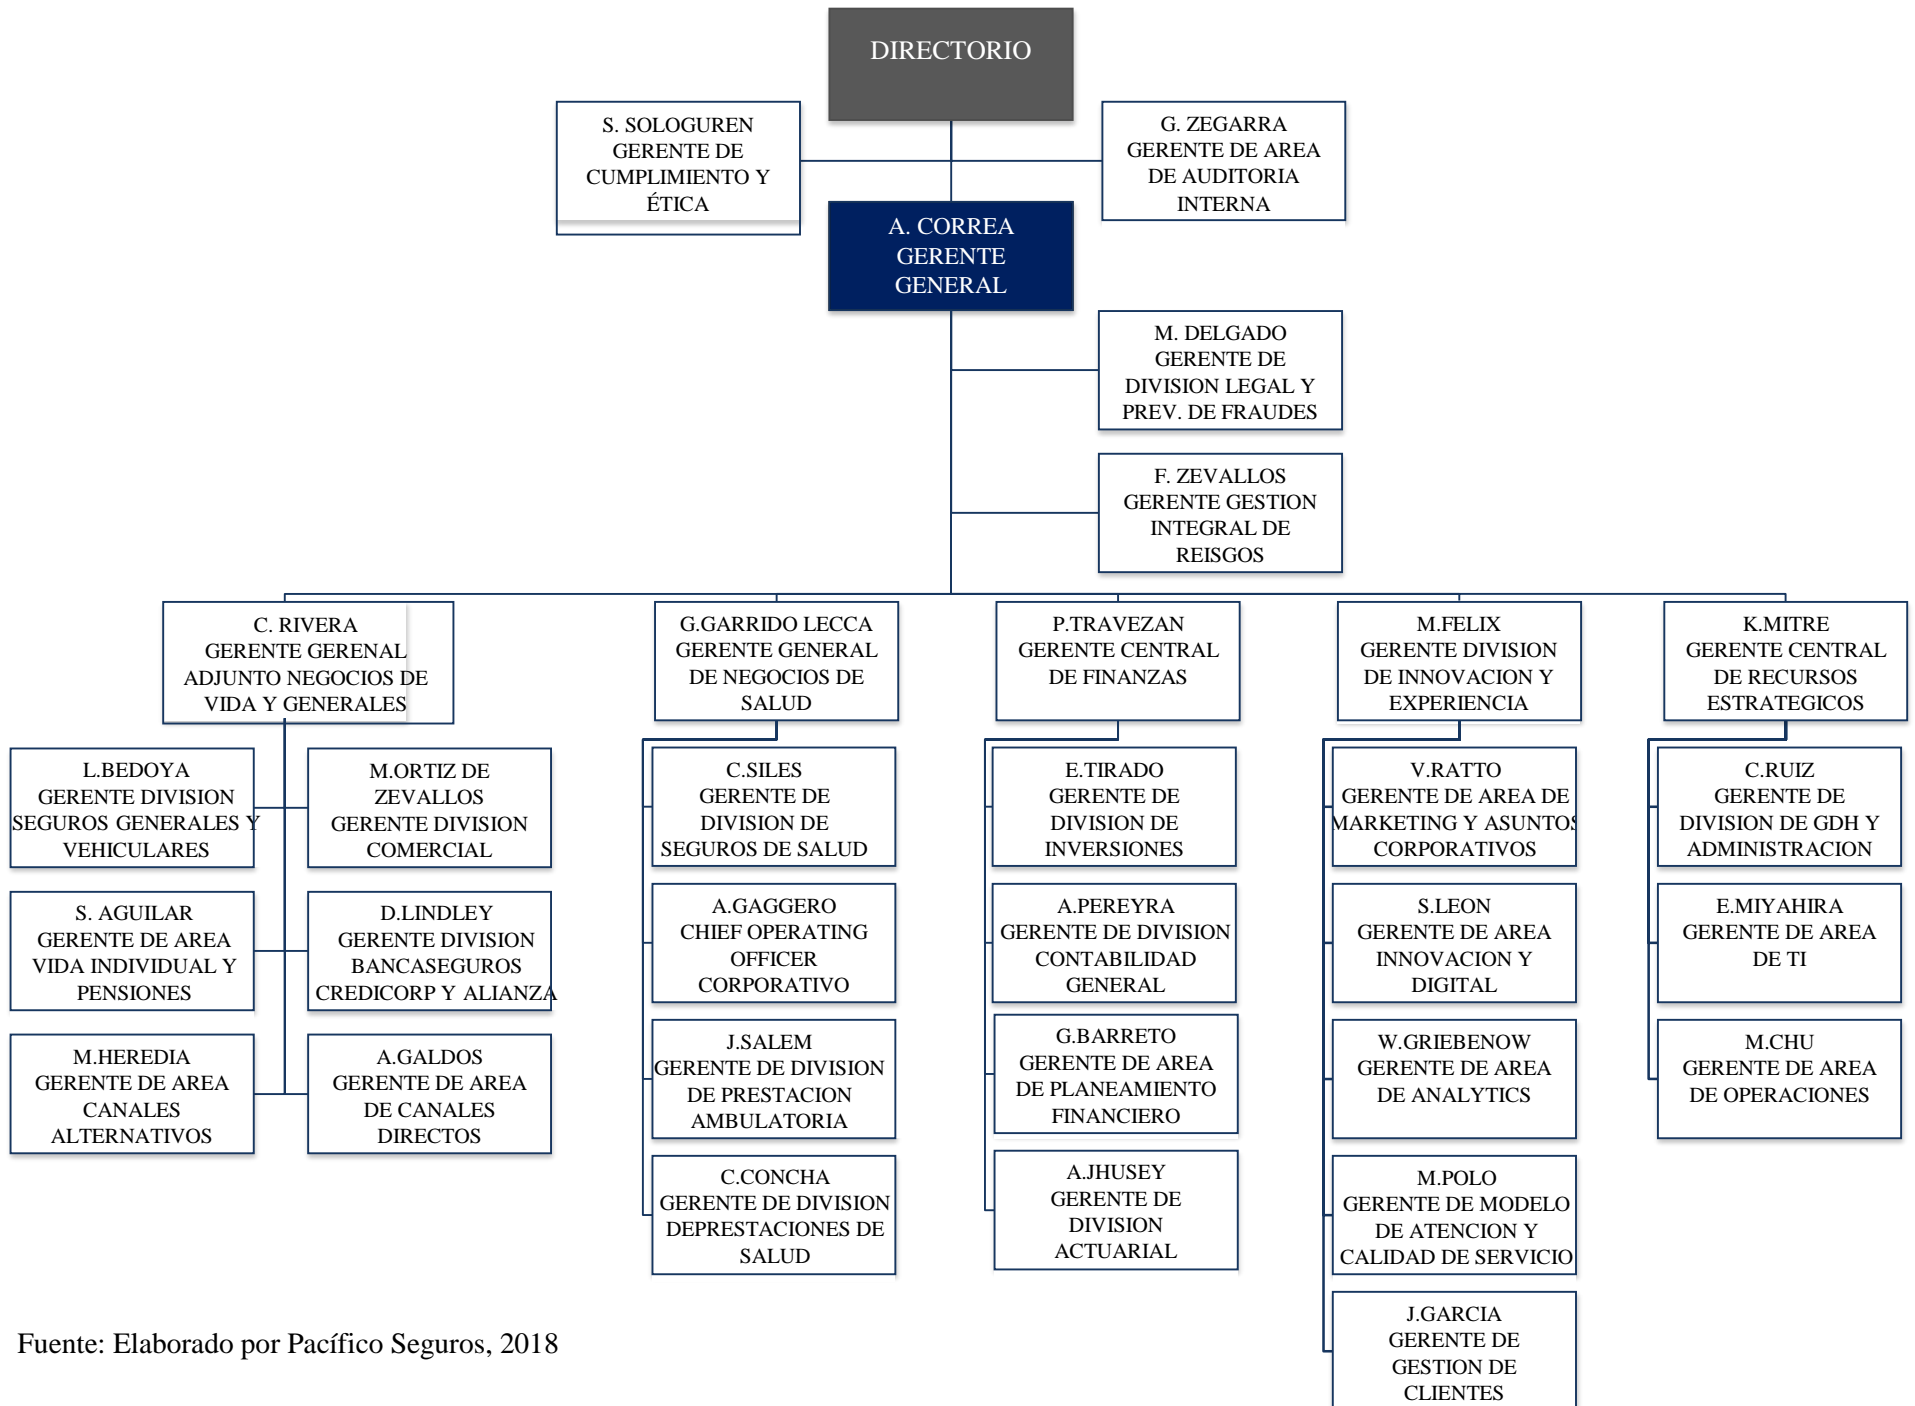 DIRECTORIO
S. SOLOGUREN
GERENTE DE
CUMPLIMIENTO Y
ÉTICA
G. ZEGARRA
GERENTE DE AREA
DE AUDITORIA
INTERNA
A. CORREA
GERENTE
GENERAL
M. DELGADO
GERENTE DE
DIVISION LEGAL Y
PREV. DE FRAUDES
F. ZEVALLOS
GERENTE GESTION
INTEGRAL DE
REISGOS
C. RIVERA
GERENTE GERENAL
ADJUNTO NEGOCIOS DE
VIDA Y GENERALES
G.GARRIDO LECCA
GERENTE GENERAL
DE NEGOCIOS DE
SALUD
P.TRAVEZAN
GERENTE CENTRAL
DE FINANZAS
M.FELIX
GERENTE DIVISION
DE INNOVACION Y
EXPERIENCIA
K.MITRE
GERENTE CENTRAL
DE RECURSOS
ESTRATEGICOS
L.BEDOYA
GERENTE DIVISION
SEGUROS GENERALES Y
VEHICULARES
M.ORTIZ DE
ZEVALLOS
GERENTE DIVISION
COMERCIAL
S. AGUILAR
GERENTE DE AREA
VIDA INDIVIDUAL Y
PENSIONES
D.LINDLEY
GERENTE DIVISION
BANCASEGUROS
CREDICORP Y ALIANZA
M.HEREDIA
GERENTE DE AREA
CANALES
ALTERNATIVOS
A.GALDOS
GERENTE DE AREA
DE CANALES
DIRECTOS
C.SILES
GERENTE DE
DIVISION DE
SEGUROS DE SALUD
A.GAGGERO
CHIEF OPERATING
OFFICER
CORPORATIVO
J.SALEM
GERENTE DE DIVISION
DE PRESTACION
AMBULATORIA
C.CONCHA
GERENTE DE DIVISION
DEPRESTACIONES DE
SALUD
E.TIRADO
GERENTE DE
DIVISION DE
INVERSIONES
A.PEREYRA
GERENTE DE DIVISION
CONTABILIDAD
GENERAL
G.BARRETO
GERENTE DE AREA
DE PLANEAMIENTO
FINANCIERO
A.JHUSEY
GERENTE DE
DIVISION
ACTUARIAL
V.RATTO
GERENTE DE AREA DE
MARKETING Y ASUNTOS
CORPORATIVOS
S.LEON
GERENTE DE AREA
INNOVACION Y
DIGITAL
W.GRIEBENOW
GERENTE DE AREA
DE ANALYTICS
M.POLO
GERENTE DE MODELO
DE ATENCION Y
CALIDAD DE SERVICIO
J.GARCIA
GERENTE DE
GESTION DE
CLIENTES
C.RUIZ
GERENTE DE
DIVISION DE GDH Y
ADMINISTRACION
E.MIYAHIRA
GERENTE DE AREA
DE TI
M.CHU
GERENTE DE AREA
DE OPERACIONES
Fuente: Elaborado por Pacífico Seguros, 2018